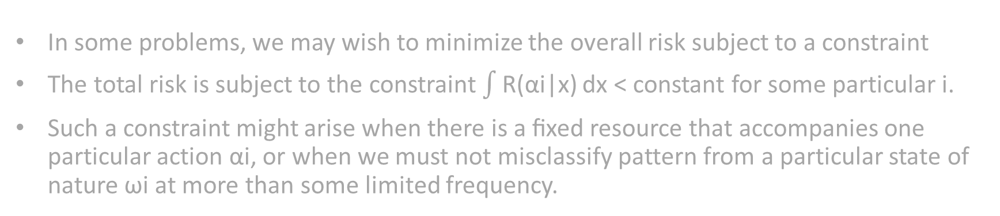 • In some problems, we may wish to minimize the overall risk subject to a constraint
• The total risk is subject to the constraint ∫ R(αi|x) dx < constant for some particular i.
• Such a constraint might arise when there is a fixed resource that accompanies one
particular action αi, or when we must not misclassify pattern from a particular state of
nature ωi at more than some limited frequency.